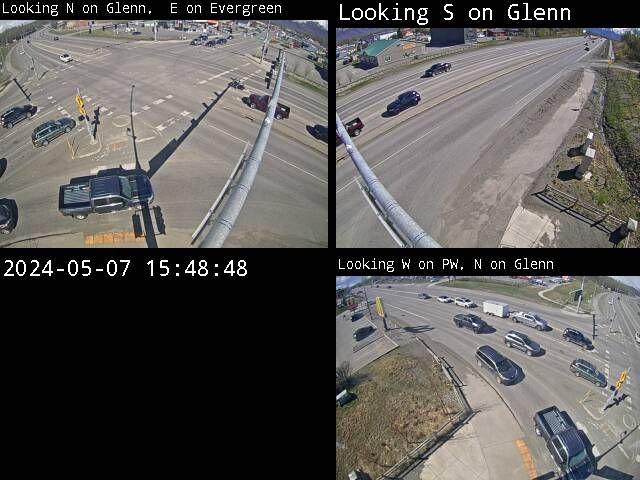 Looking N on Glenn,  E on Evergreen
Looking S on Glenn
2024-05-07 15:48:48
Looking W on PW, N on Glenn